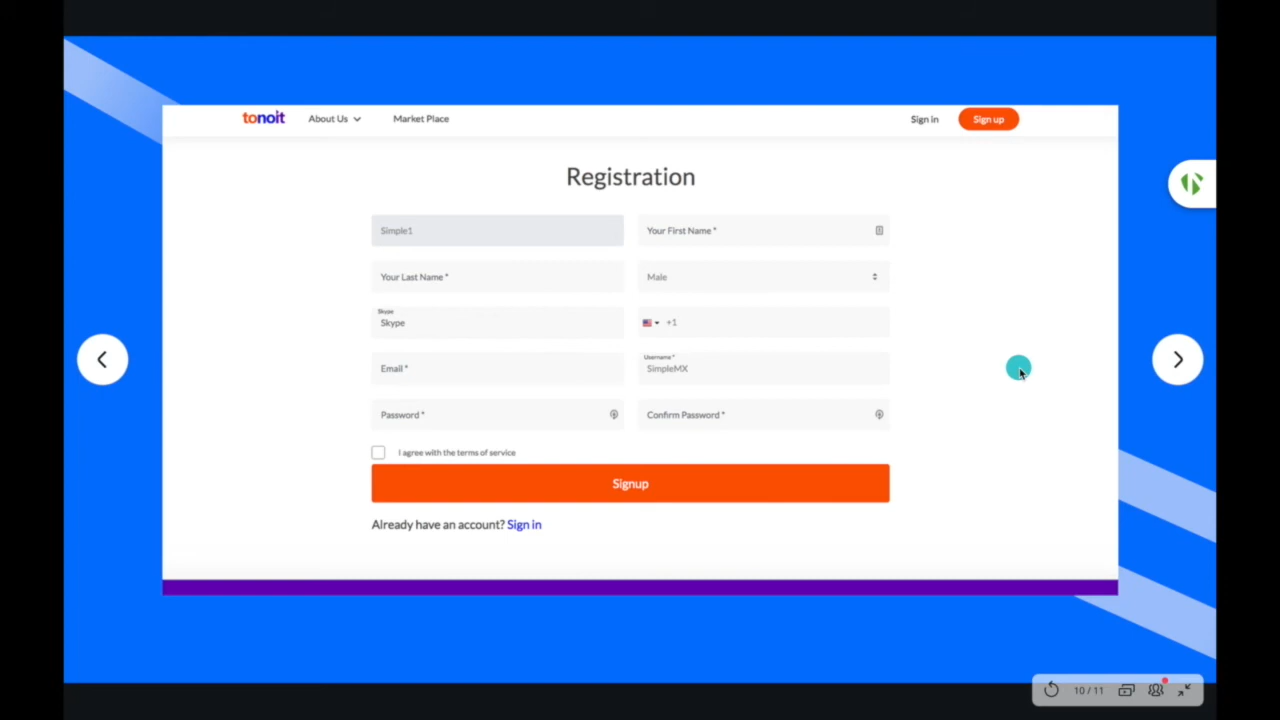 tonoit About Us Market Place Sign in Sign up
Registration
Simple1 Your First Name *
Your Last Name * Male
Skype
Skype +1
Username *
Email * SimpleMX
Password * Confirm Password *
I agree with the terms of service
Signup
Already have an account? Sign in
10 / 11